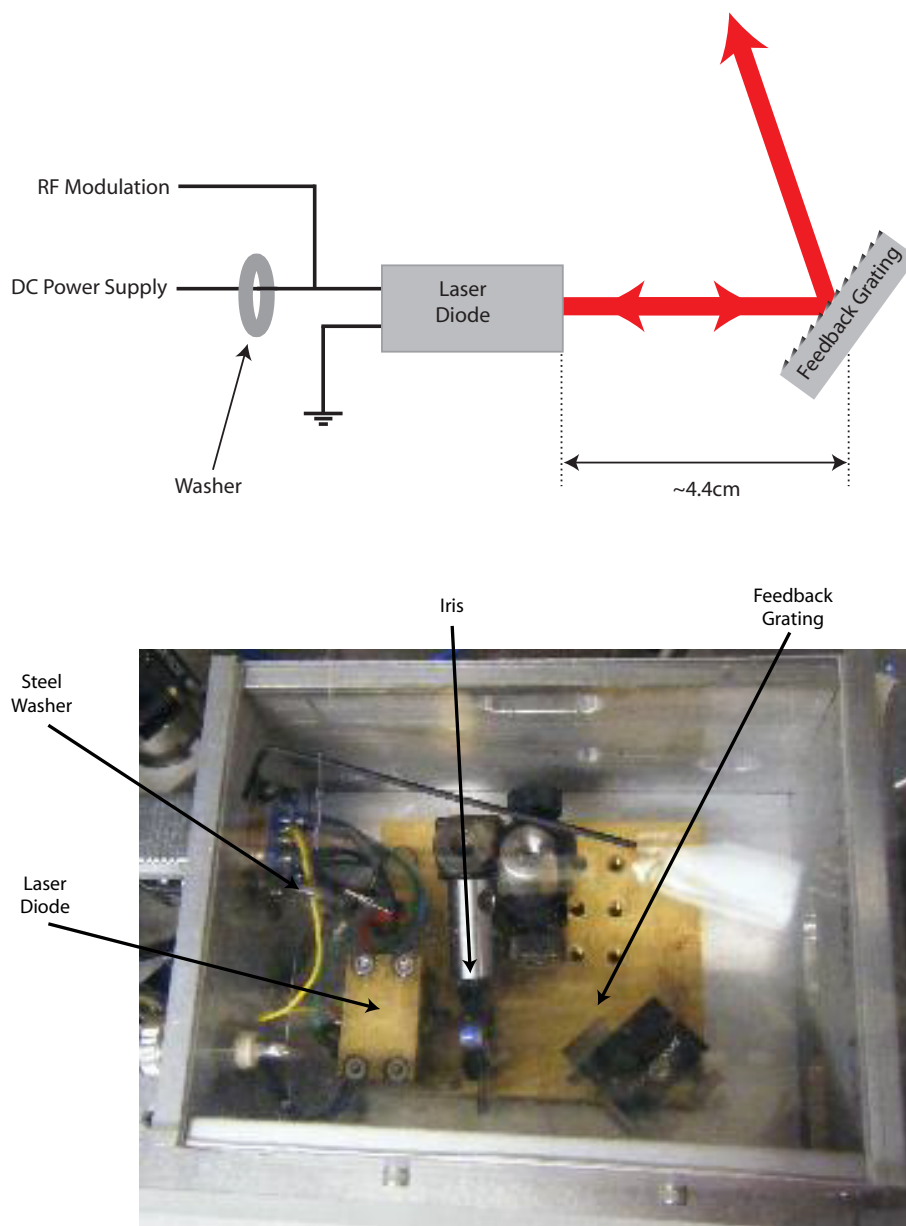 RF Modulation
DC Power Supply
Laser
Diode
Feedback Grating
Washer
~4.4cm
Iris
Feedback
Grating
Steel
Washer
Laser
Diode